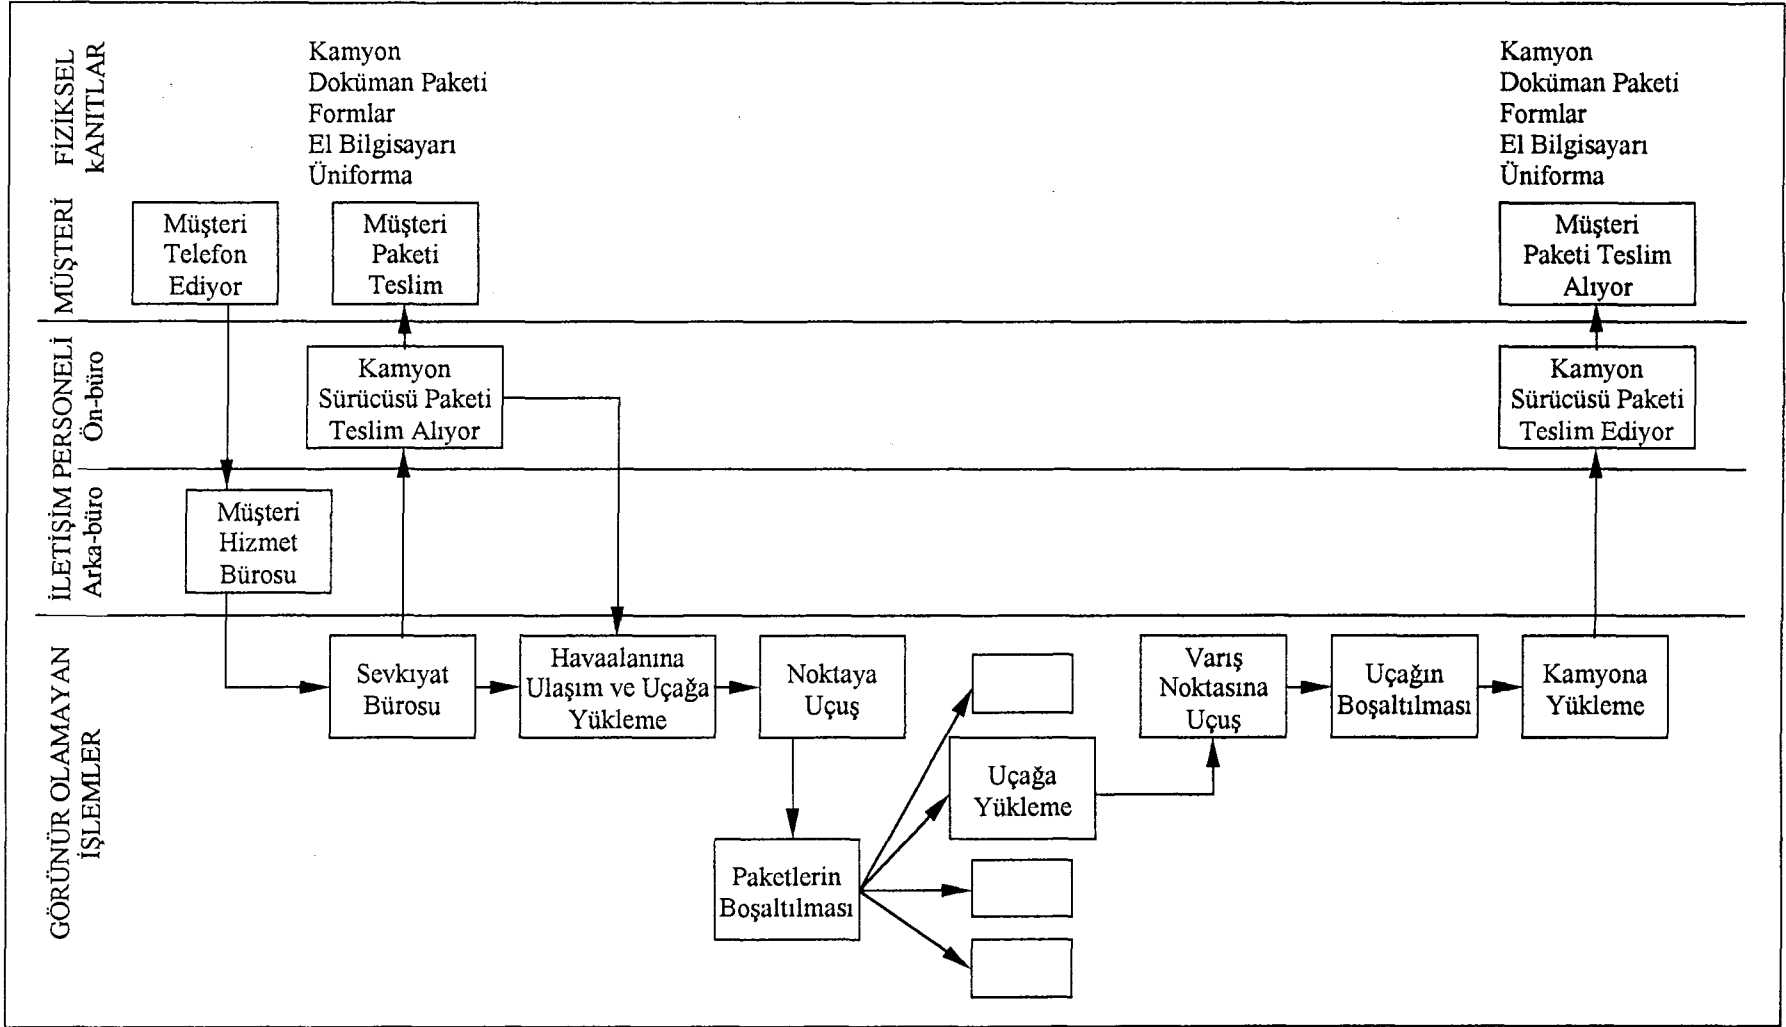 FİZİKSEL
kANITLAR
Kamyon
Doküman Paketi
Formlar
El Bilgisayarı
Üniforma
Kamyon
Doküman Paketi
Formlar
El Bilgisayarı
Üniforma
MÜŞTERİ
Müşteri
Telefon
Ediyor
Müşteri
Paketi
Teslim
Müşteri
Paketi Teslim
Alıyor
İLETİŞİM PERSONELİ
Ön-büro
Kamyon
Sürücüsü Paketi
Teslim Alıyor
Kamyon
Sürücüsü Paketi
Teslim Ediyor
Arka-büro
Müşteri
Hizmet
Bürosu
GÖRÜNÜR OLAMAYAN
İŞLEMLER
Sevkıyat
Bürosu
Havaalanına
Ulaşım ve Uçağa
Yükleme
Noktaya
Uçuş
Paketlerin
Boşaltılması
Uçağa
Yükleme
Varış
Noktasına
Uçuş
Uçağın
Boşaltılması
Kamyona
Yükleme